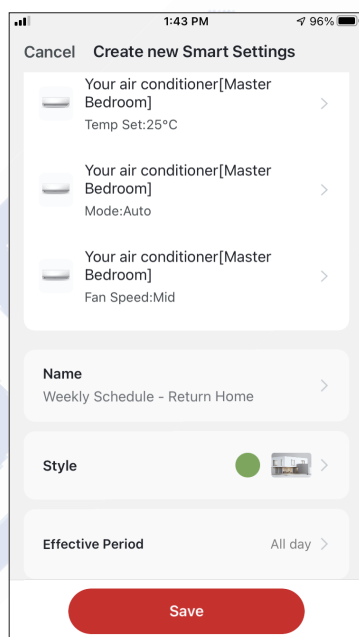 1:43 PM
96%
Cancel
Create new Smart Settings
Your air conditioner[Master
Bedroom]
Temp Set:25°C
Your air conditioner[Master
Bedroom]
Mode:Auto
Your air conditioner[Master
Bedroom]
Fan Speed:Mid
Name
Weekly Schedule - Return Home
Style
Effective Period
All day
Save